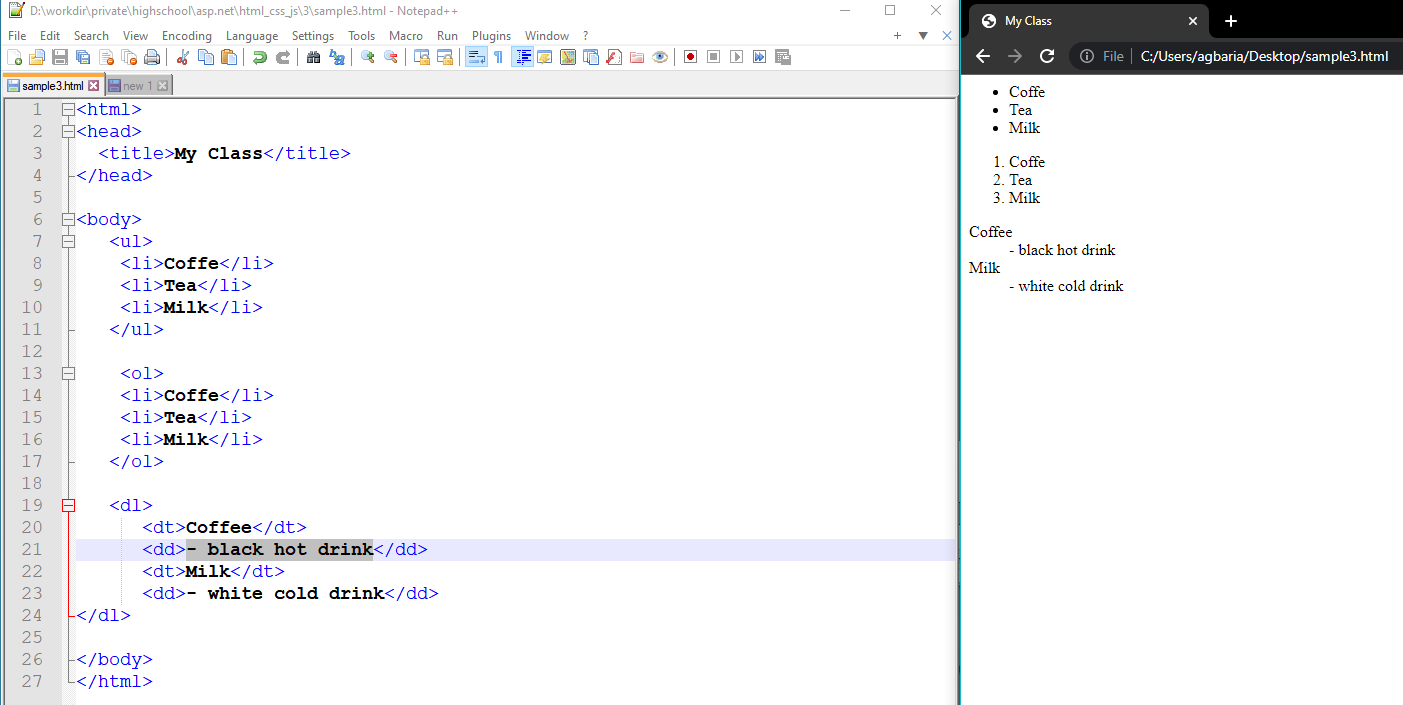 D:\workdir\private\highschool\asp.net\html_css_js\3\sample3.html - Notepad++
File Edit Search View Encoding Language Settings Tools Macro Run Plugins Window ?
sample3.html new 1
1 <html>
2 <head>
3 <title>My Class</title>
4 </head>
5
6 <body>
7 <ul>
8 <li>Coffe</li>
9 <li>Tea</li>
10 <li>Milk</li>
11 </ul>
12
13 <ol>
14 <li>Coffe</li>
15 <li>Tea</li>
16 <li>Milk</li>
17 </ol>
18
19 <dl>
20 <dt>Coffee</dt>
21 <dd>- black hot drink</dd>
22 <dt>Milk</dt>
23 <dd>- white cold drink</dd>
24 </dl>
25
26 </body>
27 </html>
My Class
File C:/Users/agbaria/Desktop/sample3.html
• Coffe
• Tea
• Milk
1. Coffe
2. Tea
3. Milk
Coffee
- black hot drink
Milk
- white cold drink